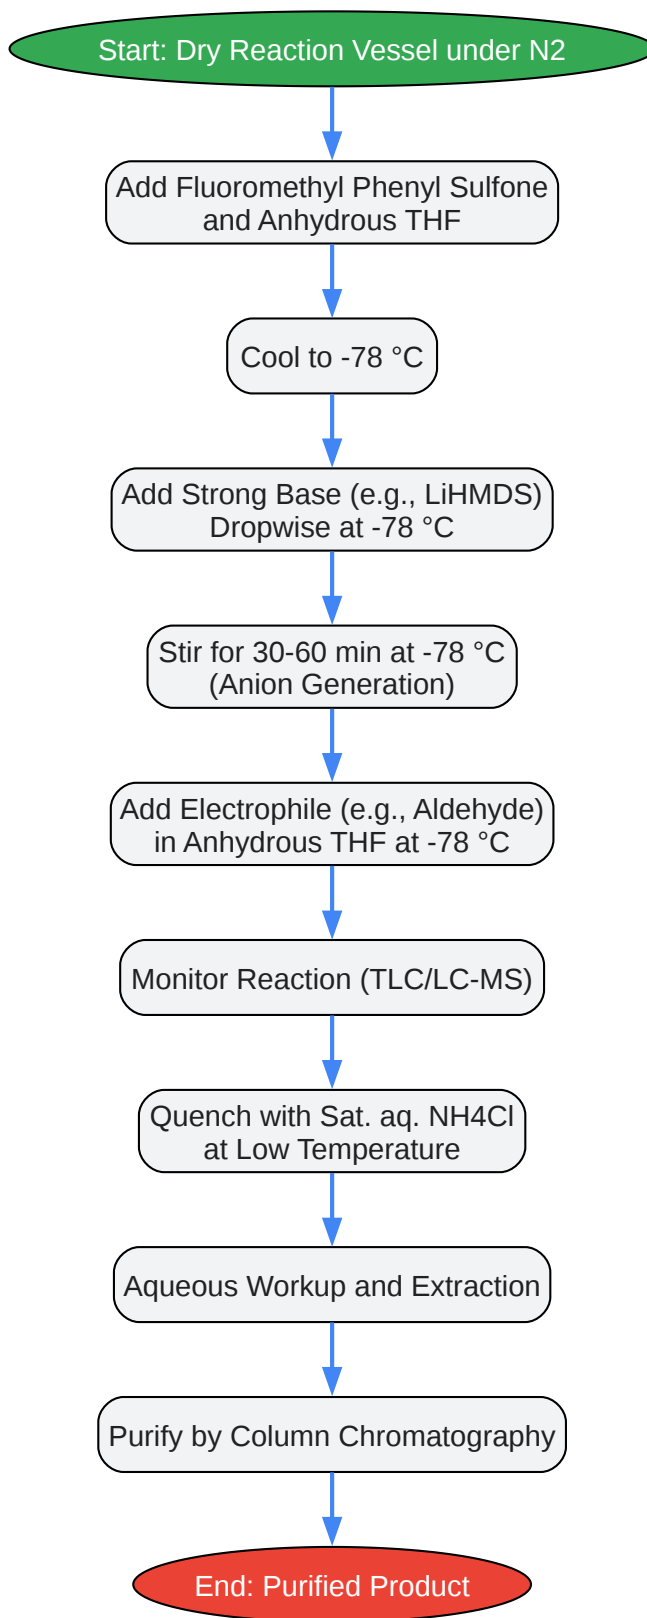 Start: Dry Reaction Vessel under N2
Add Fluoromethyl Phenyl Sulfone
and Anhydrous THF
Cool to -78 °C
Add Strong Base (e.g., LiHMDS)
Dropwise at -78 °C
Stir for 30-60 min at -78 °C
(Anion Generation)
Add Electrophile (e.g., Aldehyde)
in Anhydrous THF at -78 °C
Monitor Reaction (TLC/LC-MS)
Quench with Sat. aq. NH4Cl
at Low Temperature
Aqueous Workup and Extraction
Purify by Column Chromatography
End: Purified Product